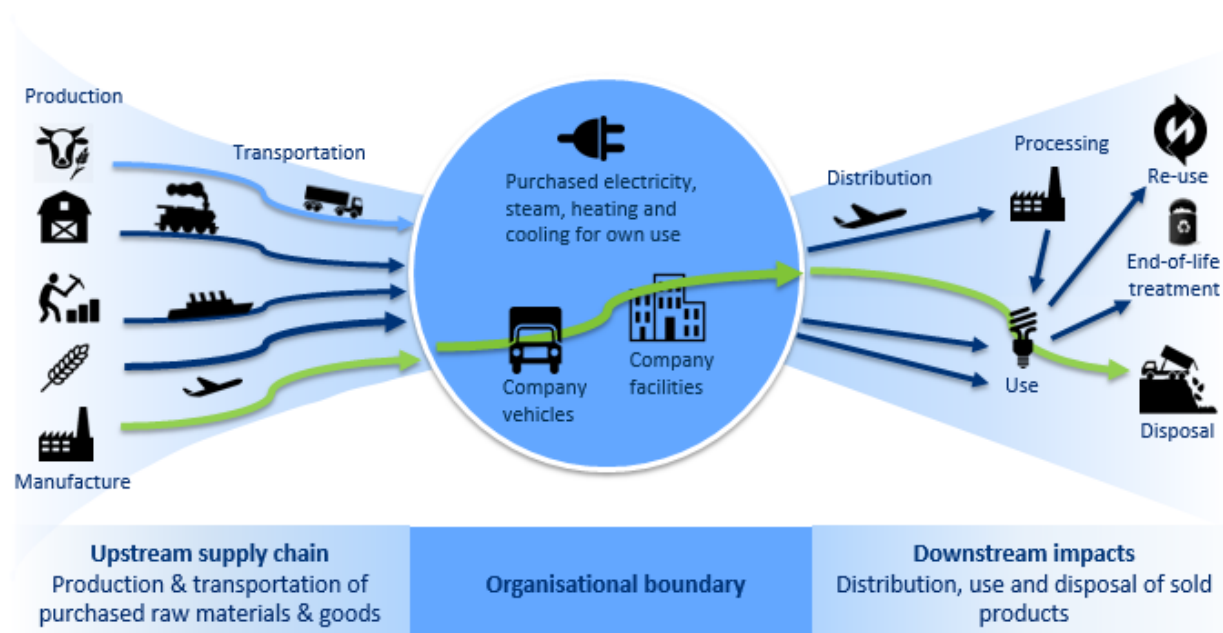 Production
Transportation
Manufacture
Purchased electricity,
steam, heating and
cooling for own use
Company
vehicles
Company
facilities
Distribution
Processing
Re-use
End-of-life
treatment
Use
Disposal
Upstream supply chain
Production & transportation of
purchased raw materials & goods
Organisational boundary
Downstream impacts
Distribution, use and disposal of sold
products